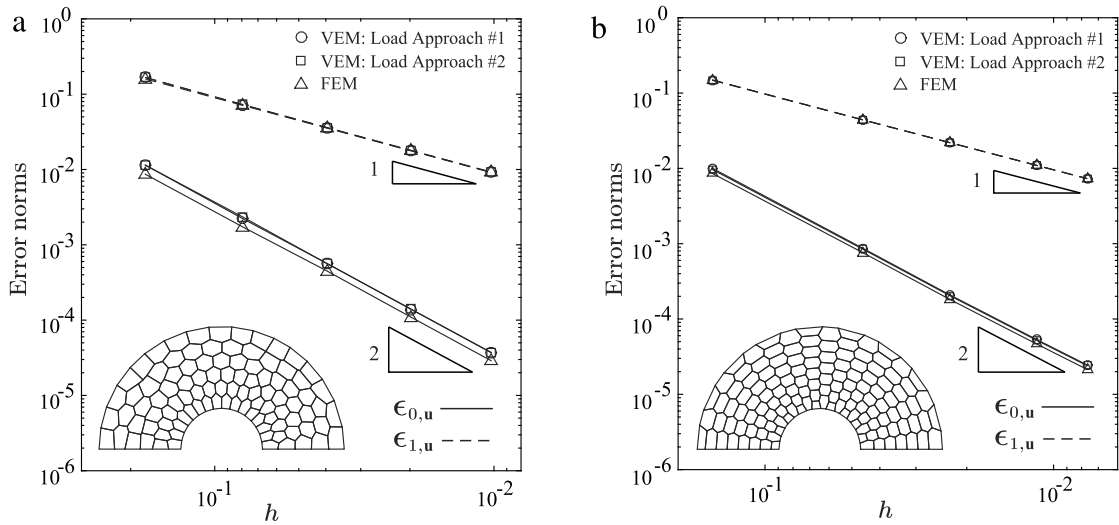 a
VEM: Load Approach #1
VEM: Load Approach #2
FEM
10^0
10^-1
10^-2
10^-3
10^-4
10^-5
10^-6
Error norms
1
2
ϵ_{0,u}
ϵ_{1,u}
10^-1
10^-2
h
b
VEM: Load Approach #1
VEM: Load Approach #2
FEM
10^0
10^-1
10^-2
10^-3
10^-4
10^-5
10^-6
Error norms
1
2
ϵ_{0,u}
ϵ_{1,u}
10^-1
10^-2
h